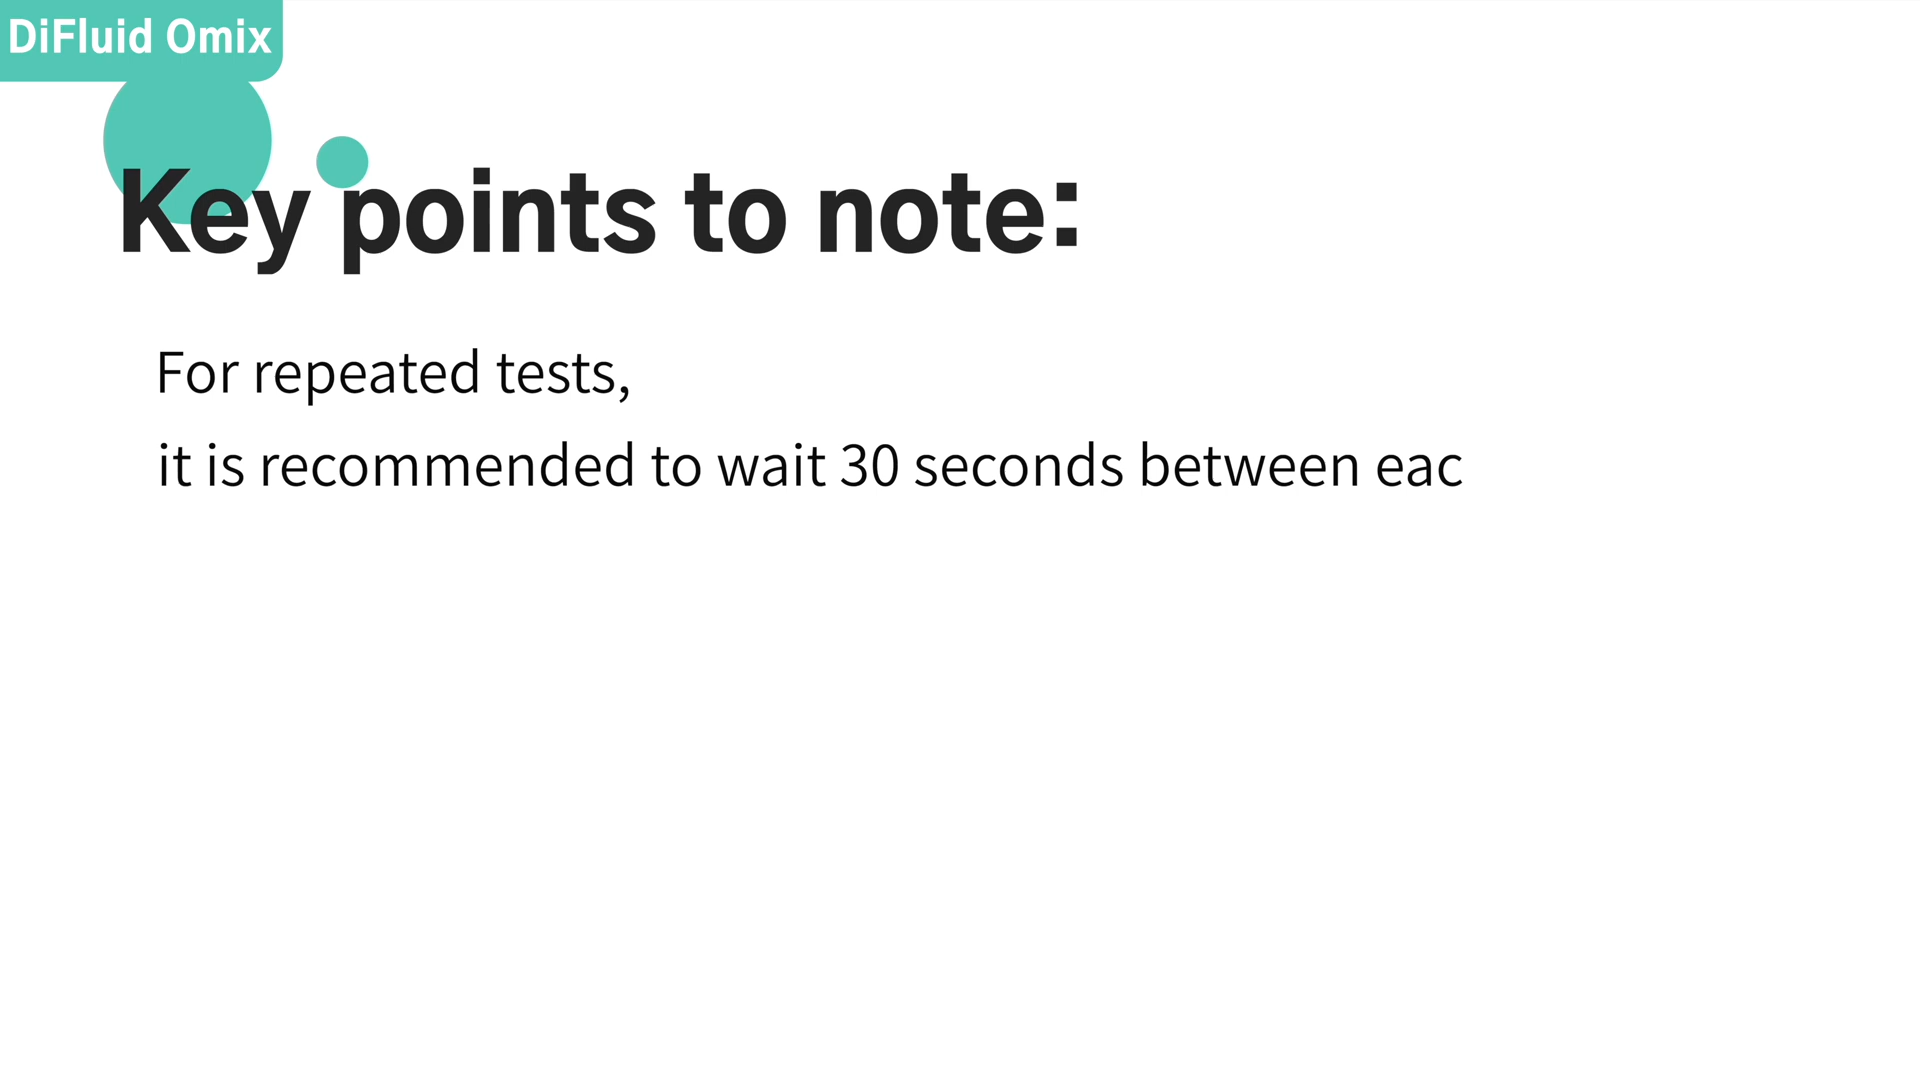 DiFluid Omix
Key points to note:
For repeated tests,
it is recommended to wait 30 seconds between eac